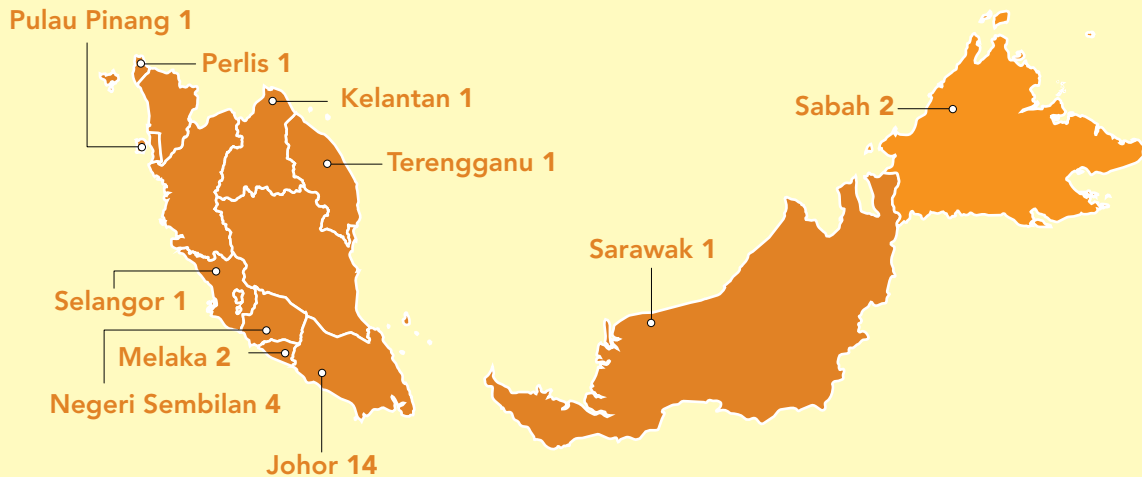 Pulau Pinang 1
Perlis 1
Kelantan 1
Sabah 2
Terengganu 1
Sarawak 1
Selangor 1
Melaka 2
Negeri Sembilan 4
Johor 14